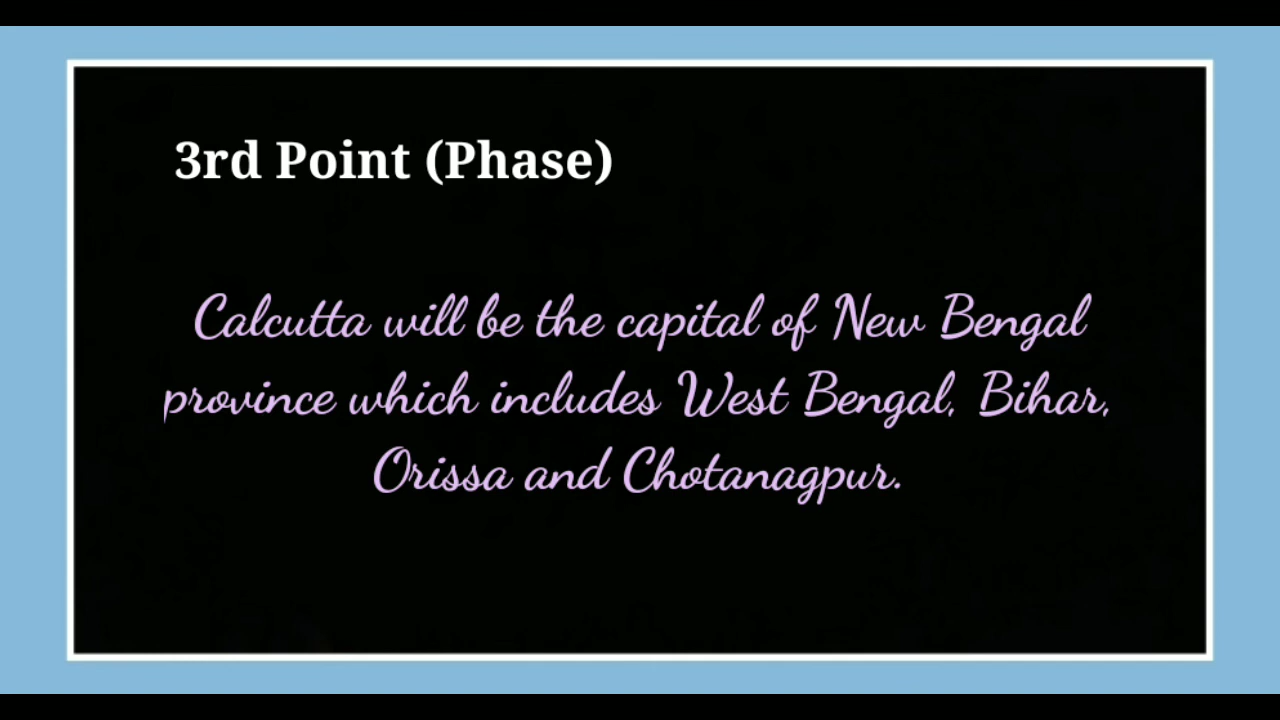 3rd Point (Phase)
Calcutta will be the capital of New Bengal
province which includes West Bengal, Bihar,
Orissa and Chotanagpur.